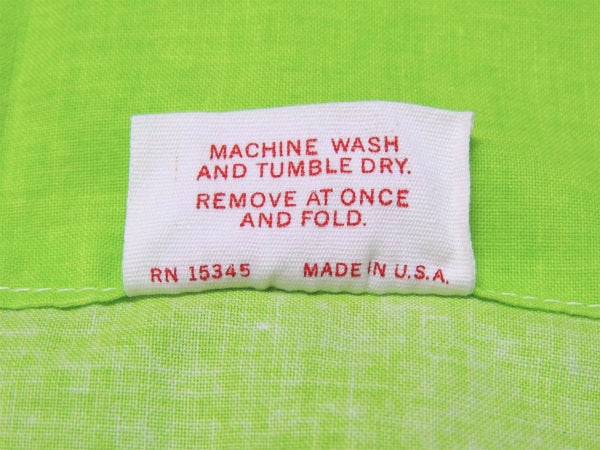 MACHINE WASH
AND TUMBLE DRY.
REMOVE AT ONCE
AND FOLD.
RN 15345 MADE IN U.S.A.